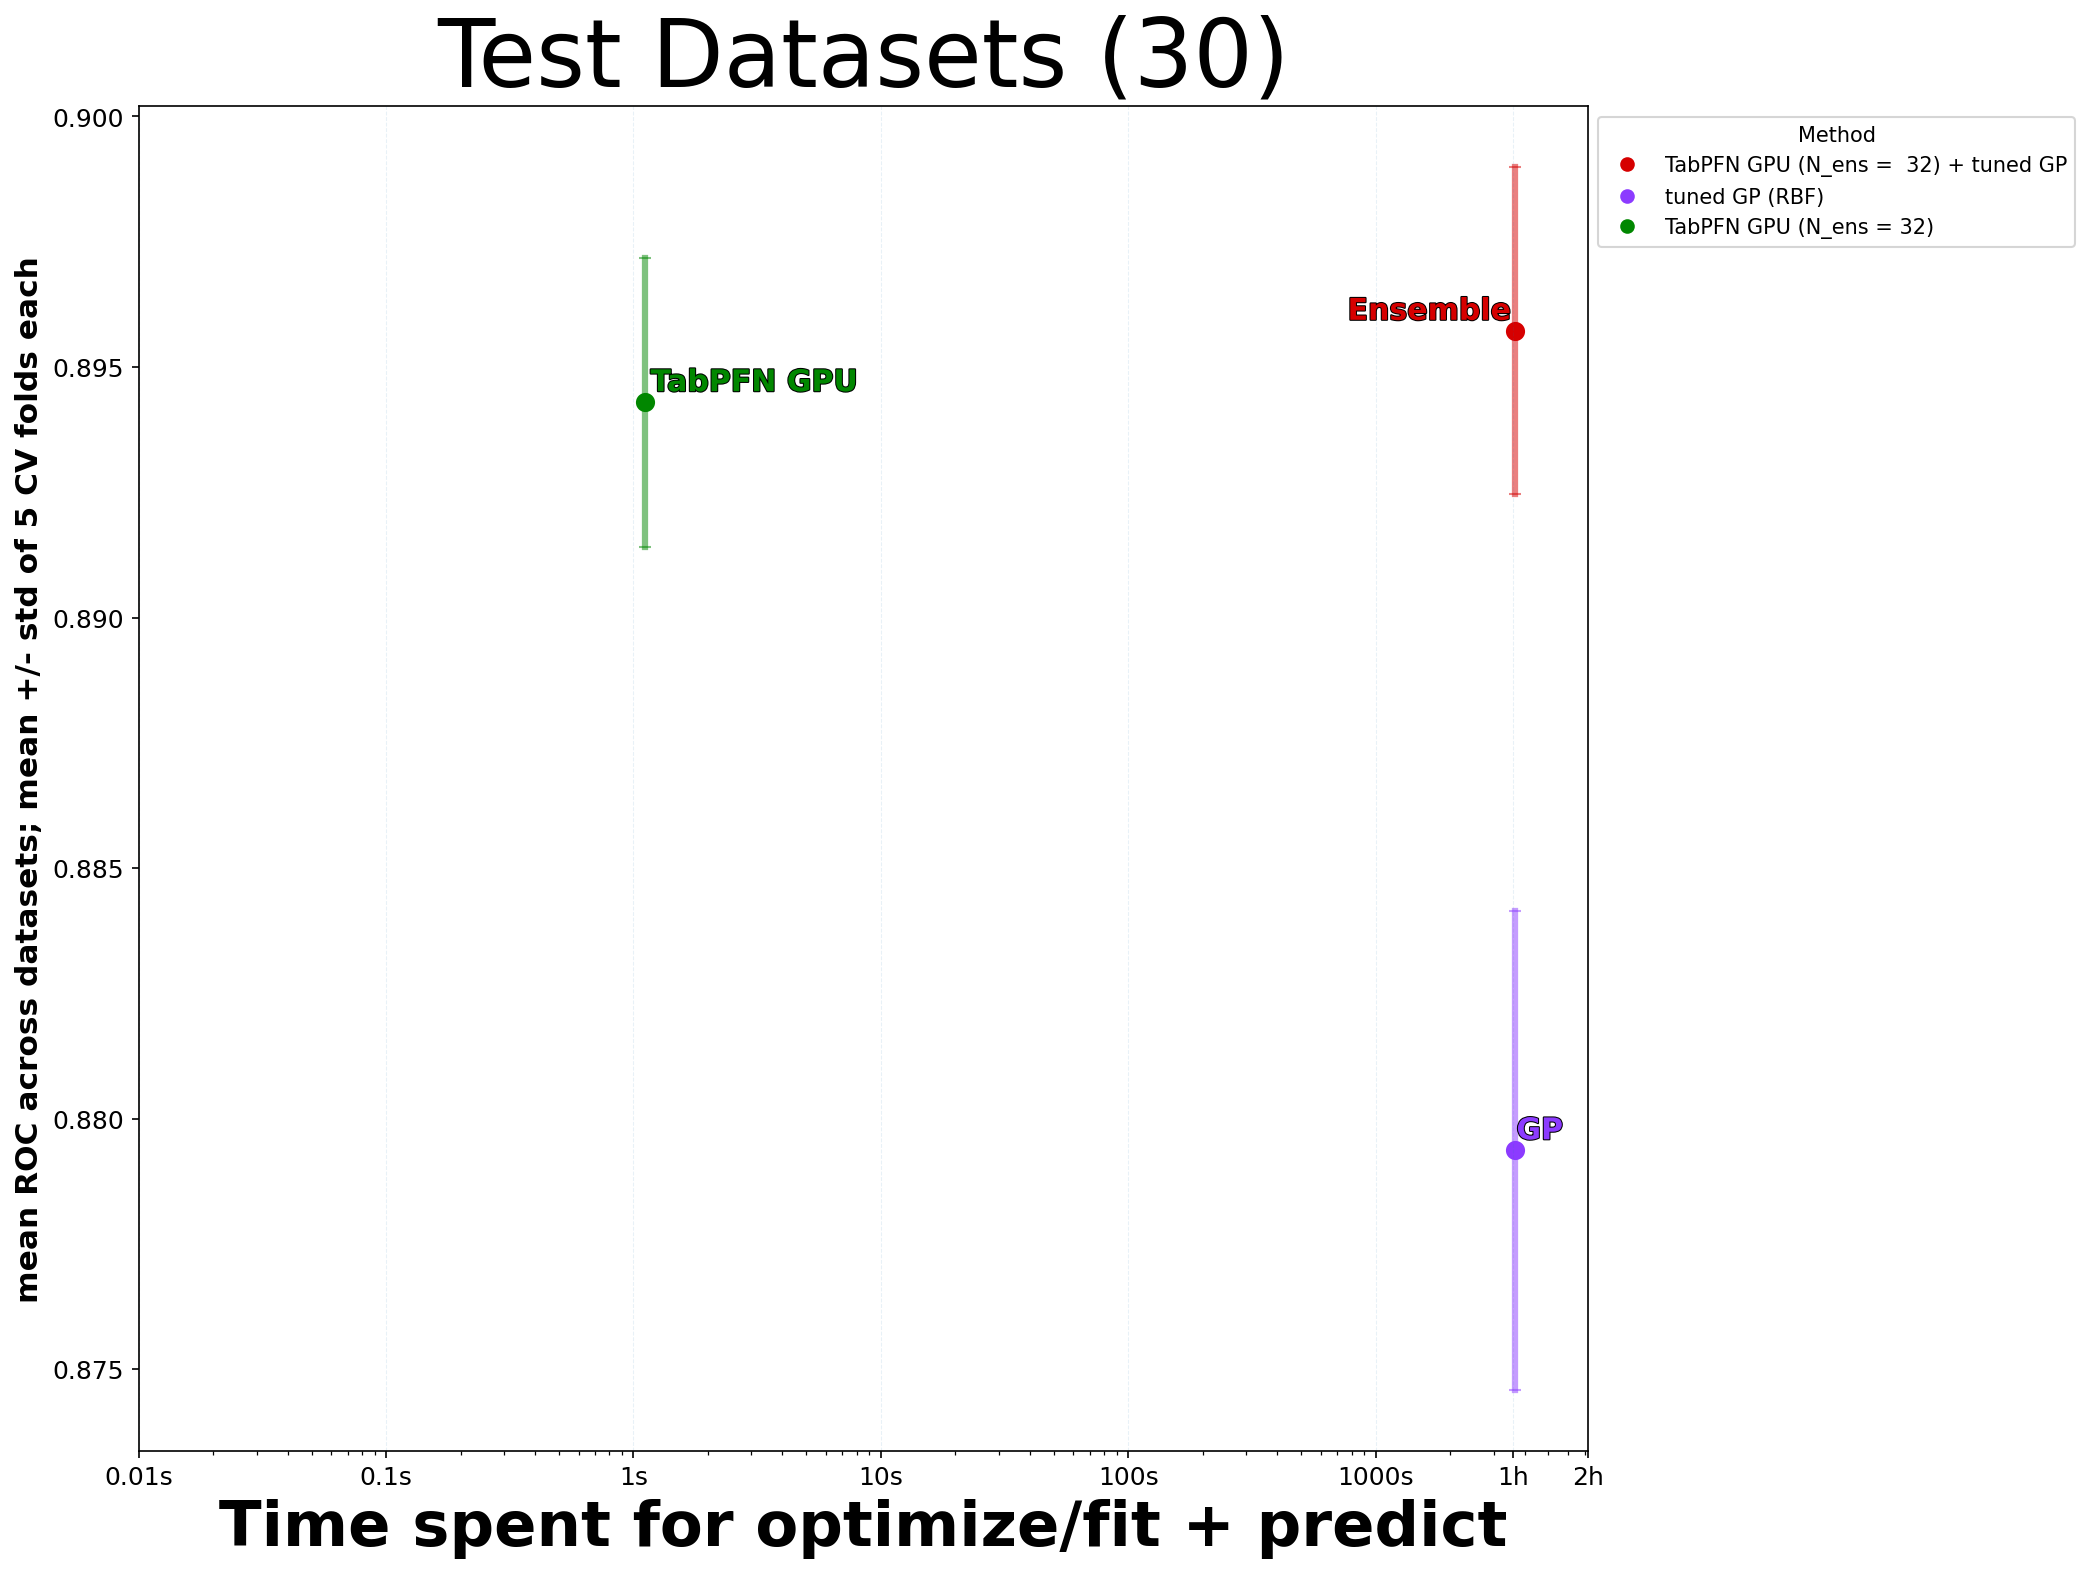 Test Datasets (30)
mean ROC across datasets; mean +/- std of 5 CV folds each
0.900
0.895
0.890
0.885
0.880
0.875
TabPFN GPU
Ensemble
GP
0.01s 0.1s 1s 10s 100s 1000s 1h 2h
Time spent for optimize/fit + predict
Method
TabPFN GPU (N_ens =  32) + tuned GP
tuned GP (RBF)
TabPFN GPU (N_ens = 32)